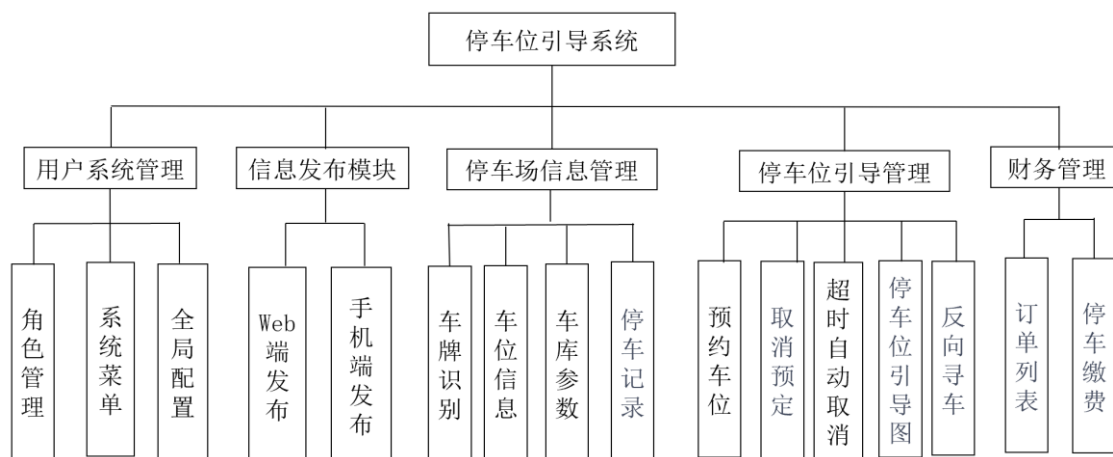 停车位引导系统
用户系统管理
信息发布模块
停车场信息管理
停车位引导管理
财务管理
角色管理
系统菜单
全局配置
Web端发布
手机端发布
车牌识别
车位信息
车库参数
停车记录
预约车位
取消预定
超时自动取消
停车位引导图
反向寻车
订单列表
停车缴费